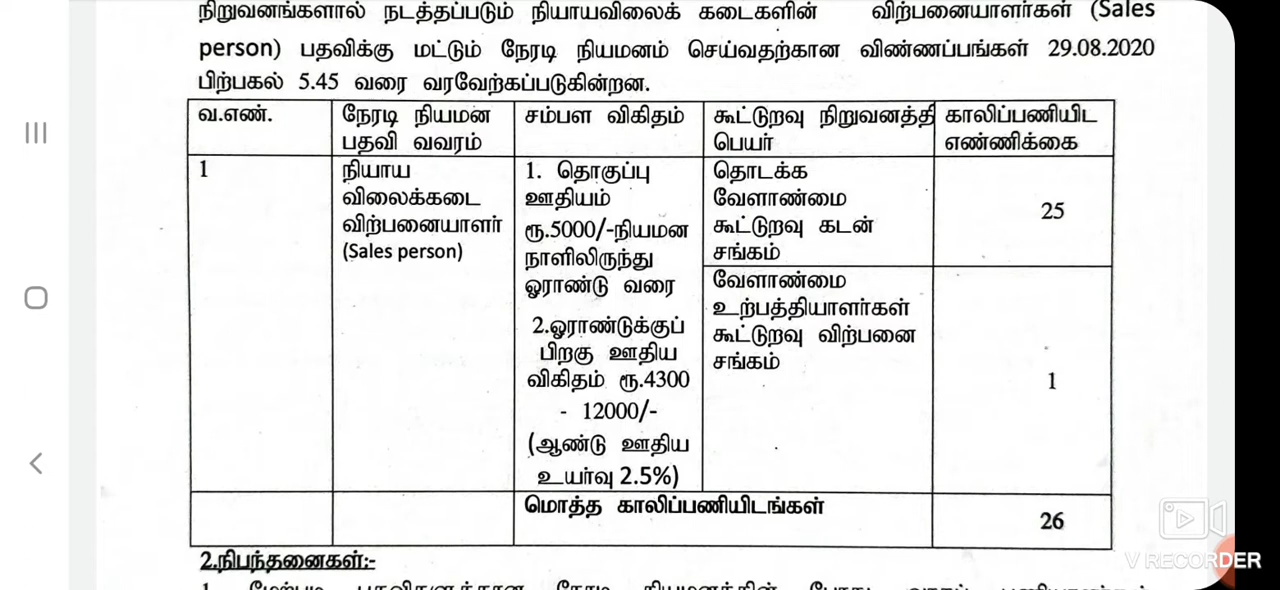 நிறுவனங்களால் நடத்தப்படும் நியாயவிலைக் கடைகளின் விற்பனையாளர்கள் (Sales
person) பதவிக்கு மட்டும் நேரடி நியமனம் செய்வதற்கான விண்ணப்பங்கள் 29.08.2020
பிற்பகல் 5.45 வரை வரவேற்கப்படுகின்றன.
வ.எண்.
நேரடி நியமன
பதவி வவரம்
சம்பள விகிதம்
கூட்டுறவு நிறுவனத்தி
பெயர்
காலிப்பணியிட
எண்ணிக்கை
1
நியாய
விலைக்கடை
விற்பனையாளர்
(Sales person)
1. தொகுப்பு
ஊதியம்
ரூ.5000/-நியமன
நாளிலிருந்து
ஓராண்டு வரை
2.ஓராண்டுக்குப்
பிறகு ஊதிய
விகிதம் ரூ.4300
- 12000/-
(ஆண்டு ஊதிய
உயர்வு 2.5%)
தொடக்க
வேளாண்மை
கூட்டுறவு கடன்
சங்கம்
25
வேளாண்மை
உற்பத்தியாளர்கள்
கூட்டுறவு விற்பனை
சங்கம்
1
மொத்த காலிப்பணியிடங்கள்
26
2.நிபந்தனைகள்:-
V RECORDER